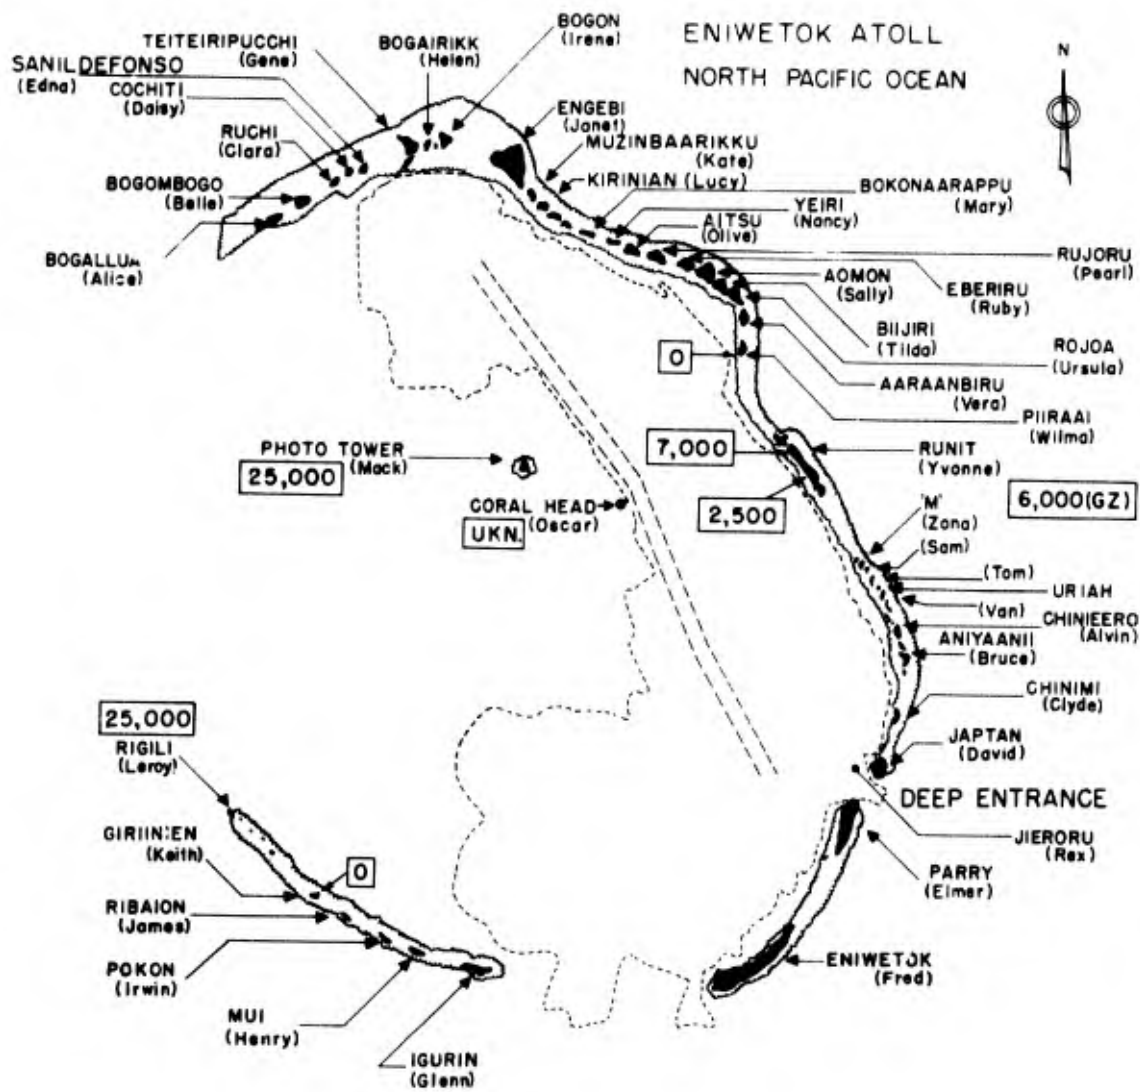 ENIWETOK ATOLL
NORTH PACIFIC OCEAN
N
BOGON
(Irene)
TEITEIRIPUCCHI
(Gene)
BOGAIRIKK
(Helen)
SANILDEFONSO
(Edna)
COCHITI
(Daisy)
RUCHI
(Clara)
BOGOMBOGO
(Belle)
BOGALLUA
(Alice)
ENGEBI
(Janet)
MUZINBAARIKKU
(Kate)
KIRINIAN (Lucy)
BOKONAARAPPU
(Mary)
YEIRI
(Nancy)
AITSU
(Olive)
RUJORU
(Pearl)
EBERIRU
(Ruby)
AOMON
(Sally)
BIIJIRI
(Tilda)
ROJOA
(Ursula)
AARAANBIRU
(Vera)
PIIRAAI
(Wilma)
0
7,000
RUNIT
(Yvonne)
2,500
6,000(GZ)
PHOTO TOWER
(Mack)
25,000
CORAL HEAD
(Oscar)
UKN.
'M'
(Zona)
(Sam)
(Tom)
URIAH
(Van)
CHINIEERO
(Alvin)
ANIYAANII
(Bruce)
CHINIMI
(Clyde)
JAPTAN
(David)
DEEP ENTRANCE
JIERORU
(Rex)
PARRY
(Elmer)
ENIWETOK
(Fred)
25,000
RIGILI
(Leroy)
GIRIINIEN
(Keith)
0
RIBAION
(James)
POKON
(Irwin)
MUI
(Henry)
IGURIN
(Glenn)